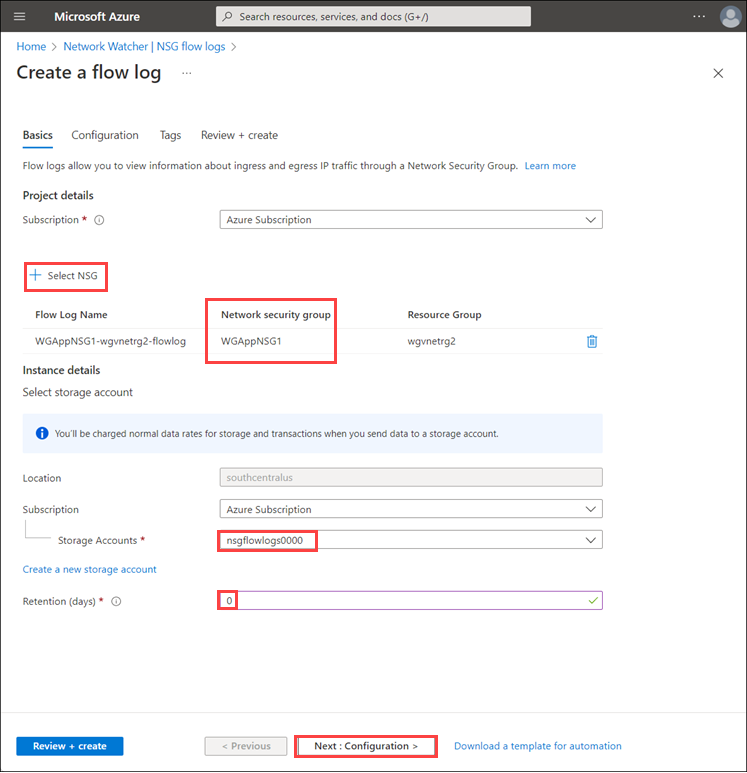 Microsoft Azure
Search resources, services, and docs (G+/)
...
Home > Network Watcher | NSG flow logs >
Create a flow log ...
Basics Configuration Tags Review + create
Flow logs allow you to view information about ingress and egress IP traffic through a Network Security Group. Learn more
Project details
Subscription * Azure Subscription
+ Select NSG
Flow Log Name Network security group Resource Group
WGAppNSG1-wgvnetrg2-flowlog WGAppNSG1 wgvnetrg2
Instance details
Select storage account
You'll be charged normal data rates for storage and transactions when you send data to a storage account.
Location southcentralus
Subscription Azure Subscription
Storage Accounts * nsgflowlogs0000
Create a new storage account
Retention (days) * 0
Review + create < Previous Next : Configuration > Download a template for automation